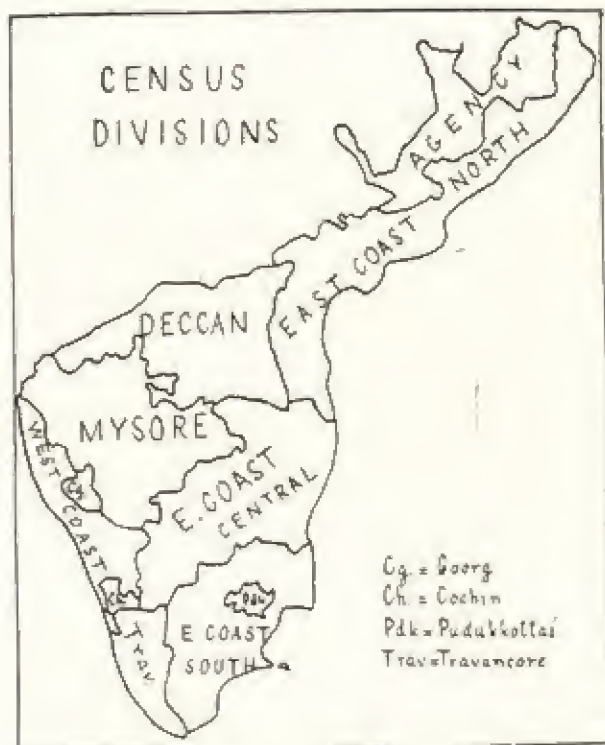 CENSUS
DIVISIONS
AGENCY
EAST COAST NORTH
DECCAN
MYSORE
WEST COAST
E. COAST
CENTRAL
Pdk
E COAST
SOUTH
TRAV
Cg. = Coorg
Ch. = Cochin
Pdk = Pudukkottai
Trav = Travancore